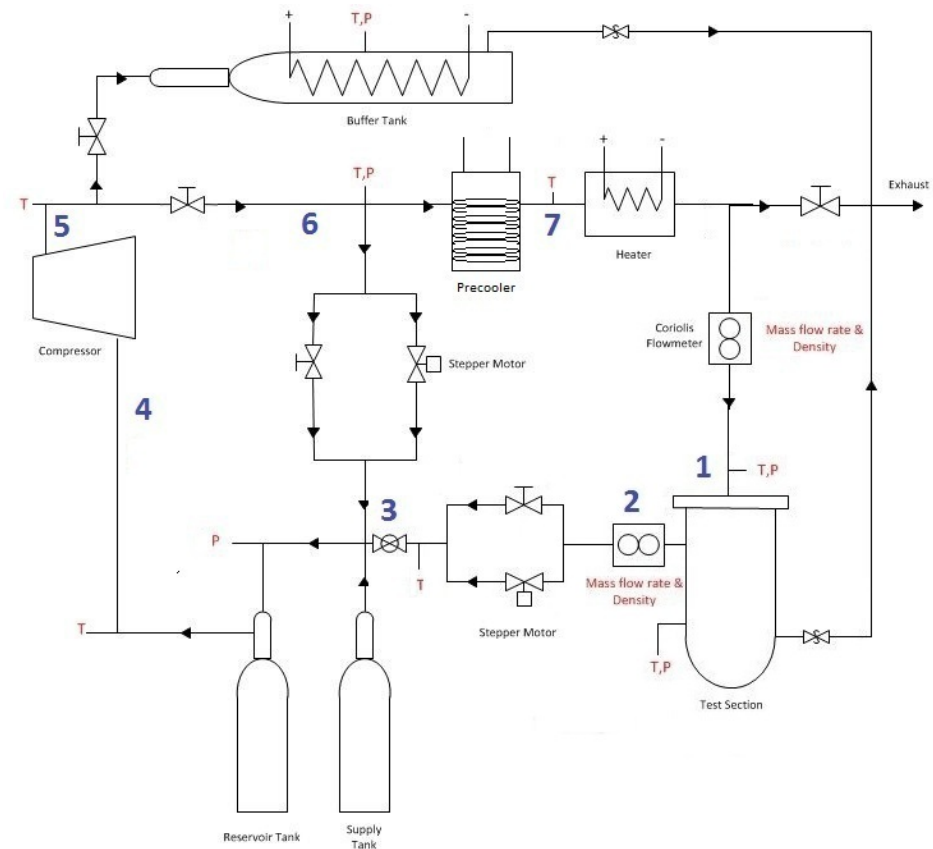 +
T,P
-
S
Buffer Tank
T,P
+
-
T
5
6
T
7
Exhaust
Heater
Precooler
Compressor
Coriolis
Flowmeter
Mass flow rate &
Density
Stepper Motor
4
1
T,P
3
2
P
T
Mass flow rate &
Density
T
Stepper Motor
S
T,P
Test Section
Reservoir Tank
Supply
Tank